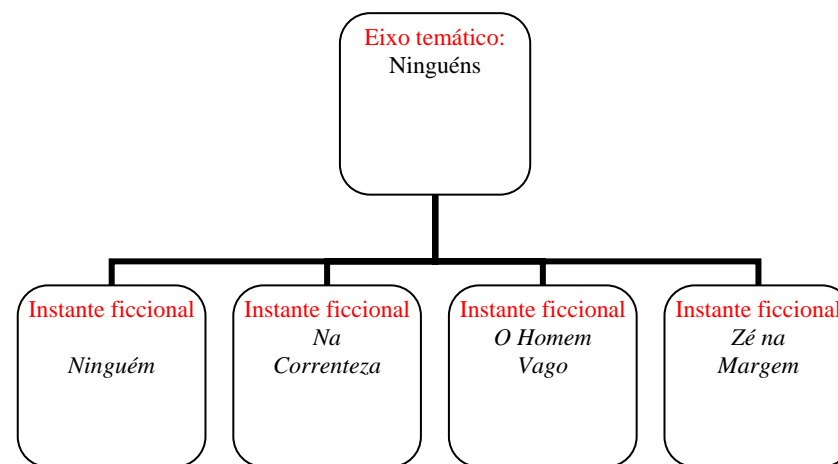 Eixo temático:
Ninguéns
Instante ficcional
Ninguém
Instante ficcional
Na
Correnteza
Instante ficcional
O Homem
Vago
Instante ficcional
Zé na
Margem